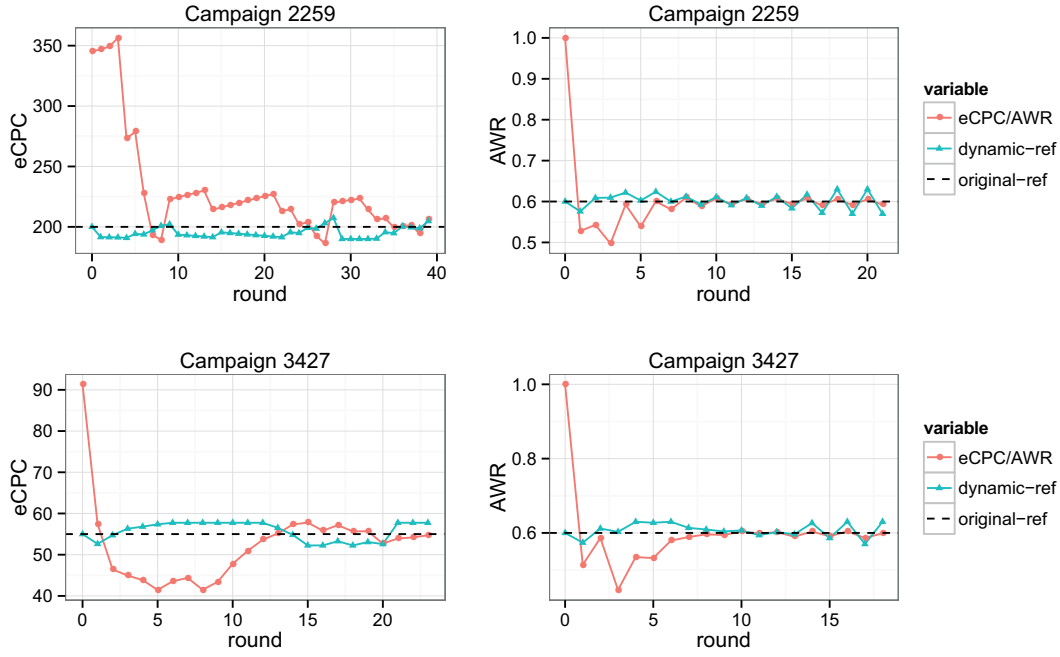 Campaign 2259
eCPC
350
300
250
200
0
10
20
30
40
round
Campaign 2259
AWR
1.0
0.9
0.8
0.7
0.6
0.5
0
5
10
15
20
round
variable
eCPC/AWR
dynamic−ref
original−ref
Campaign 3427
eCPC
90
80
70
60
50
40
0
5
10
15
20
round
Campaign 3427
AWR
1.0
0.8
0.6
0
5
10
15
round
variable
eCPC/AWR
dynamic−ref
original−ref